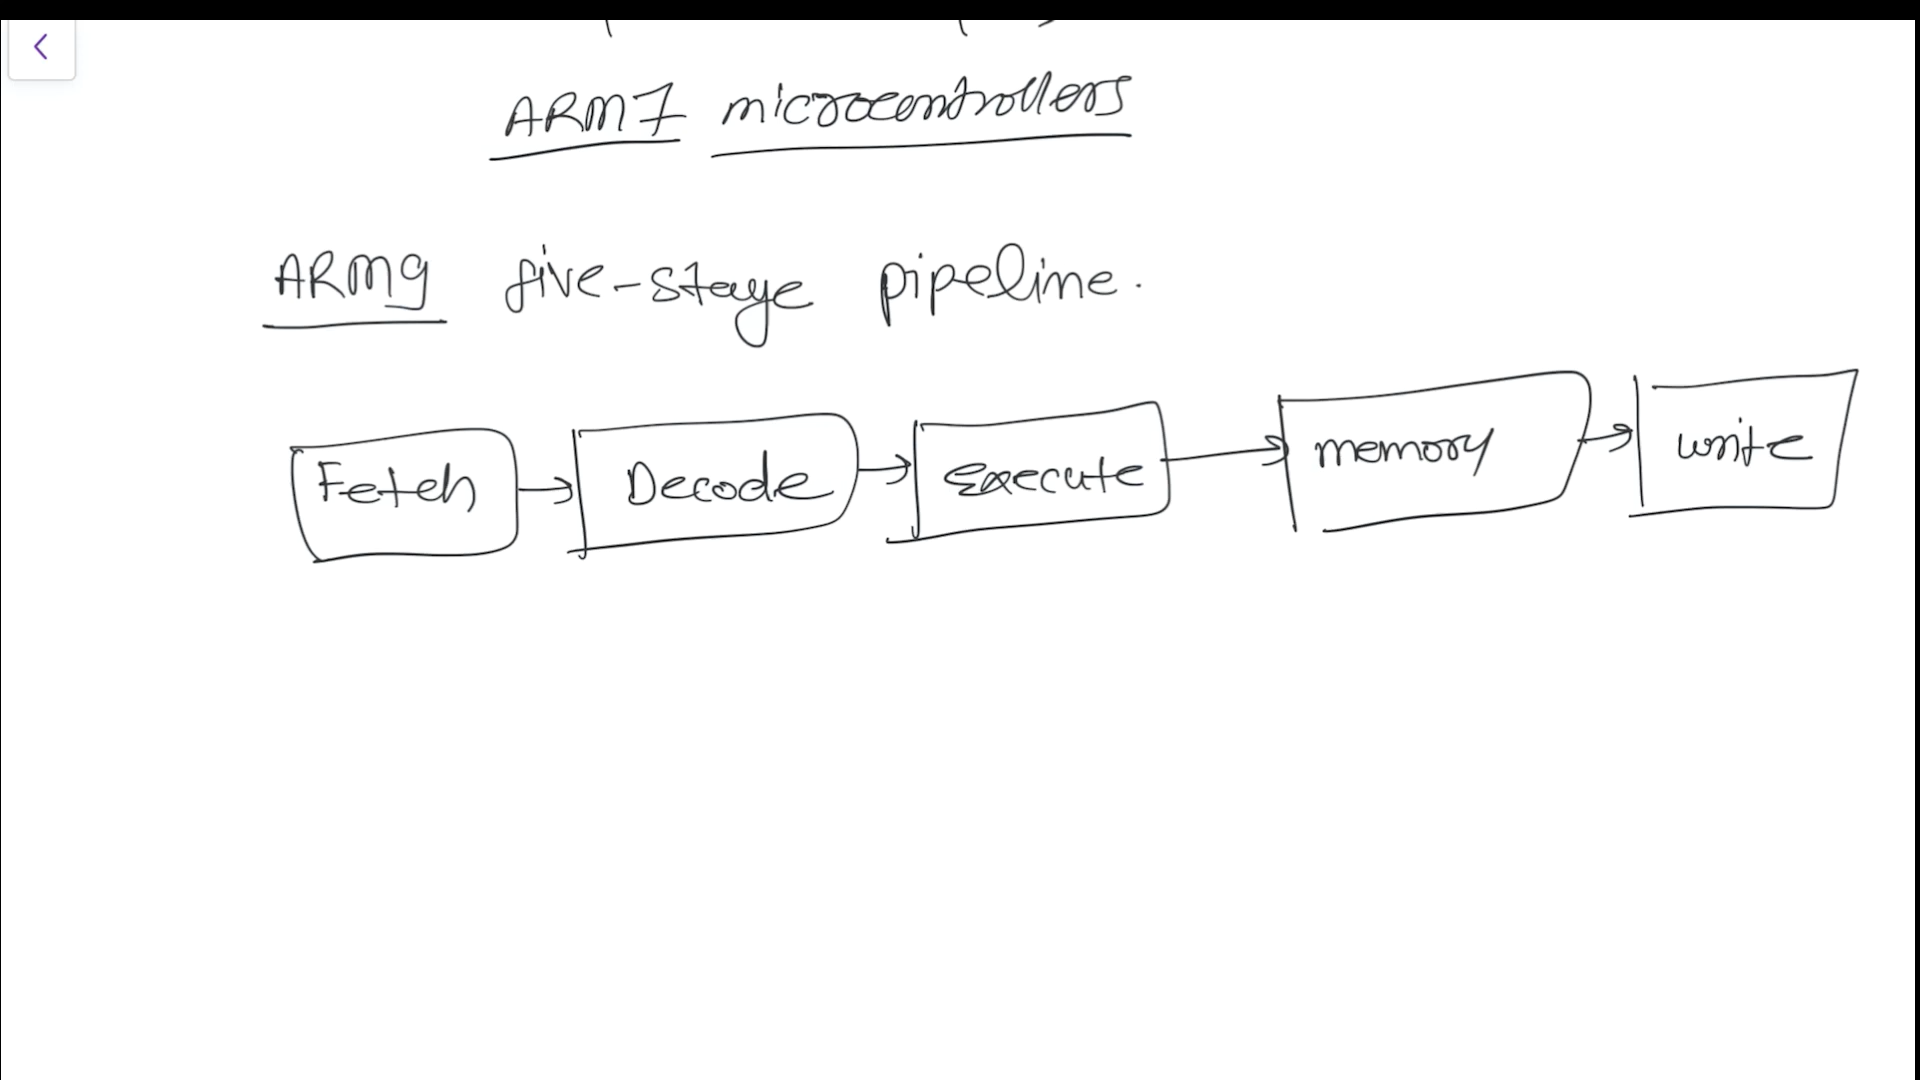 ARM7 microcontrollers
ARM9 five-stage pipeline.
Fetch → Decode → Execute → memory → write